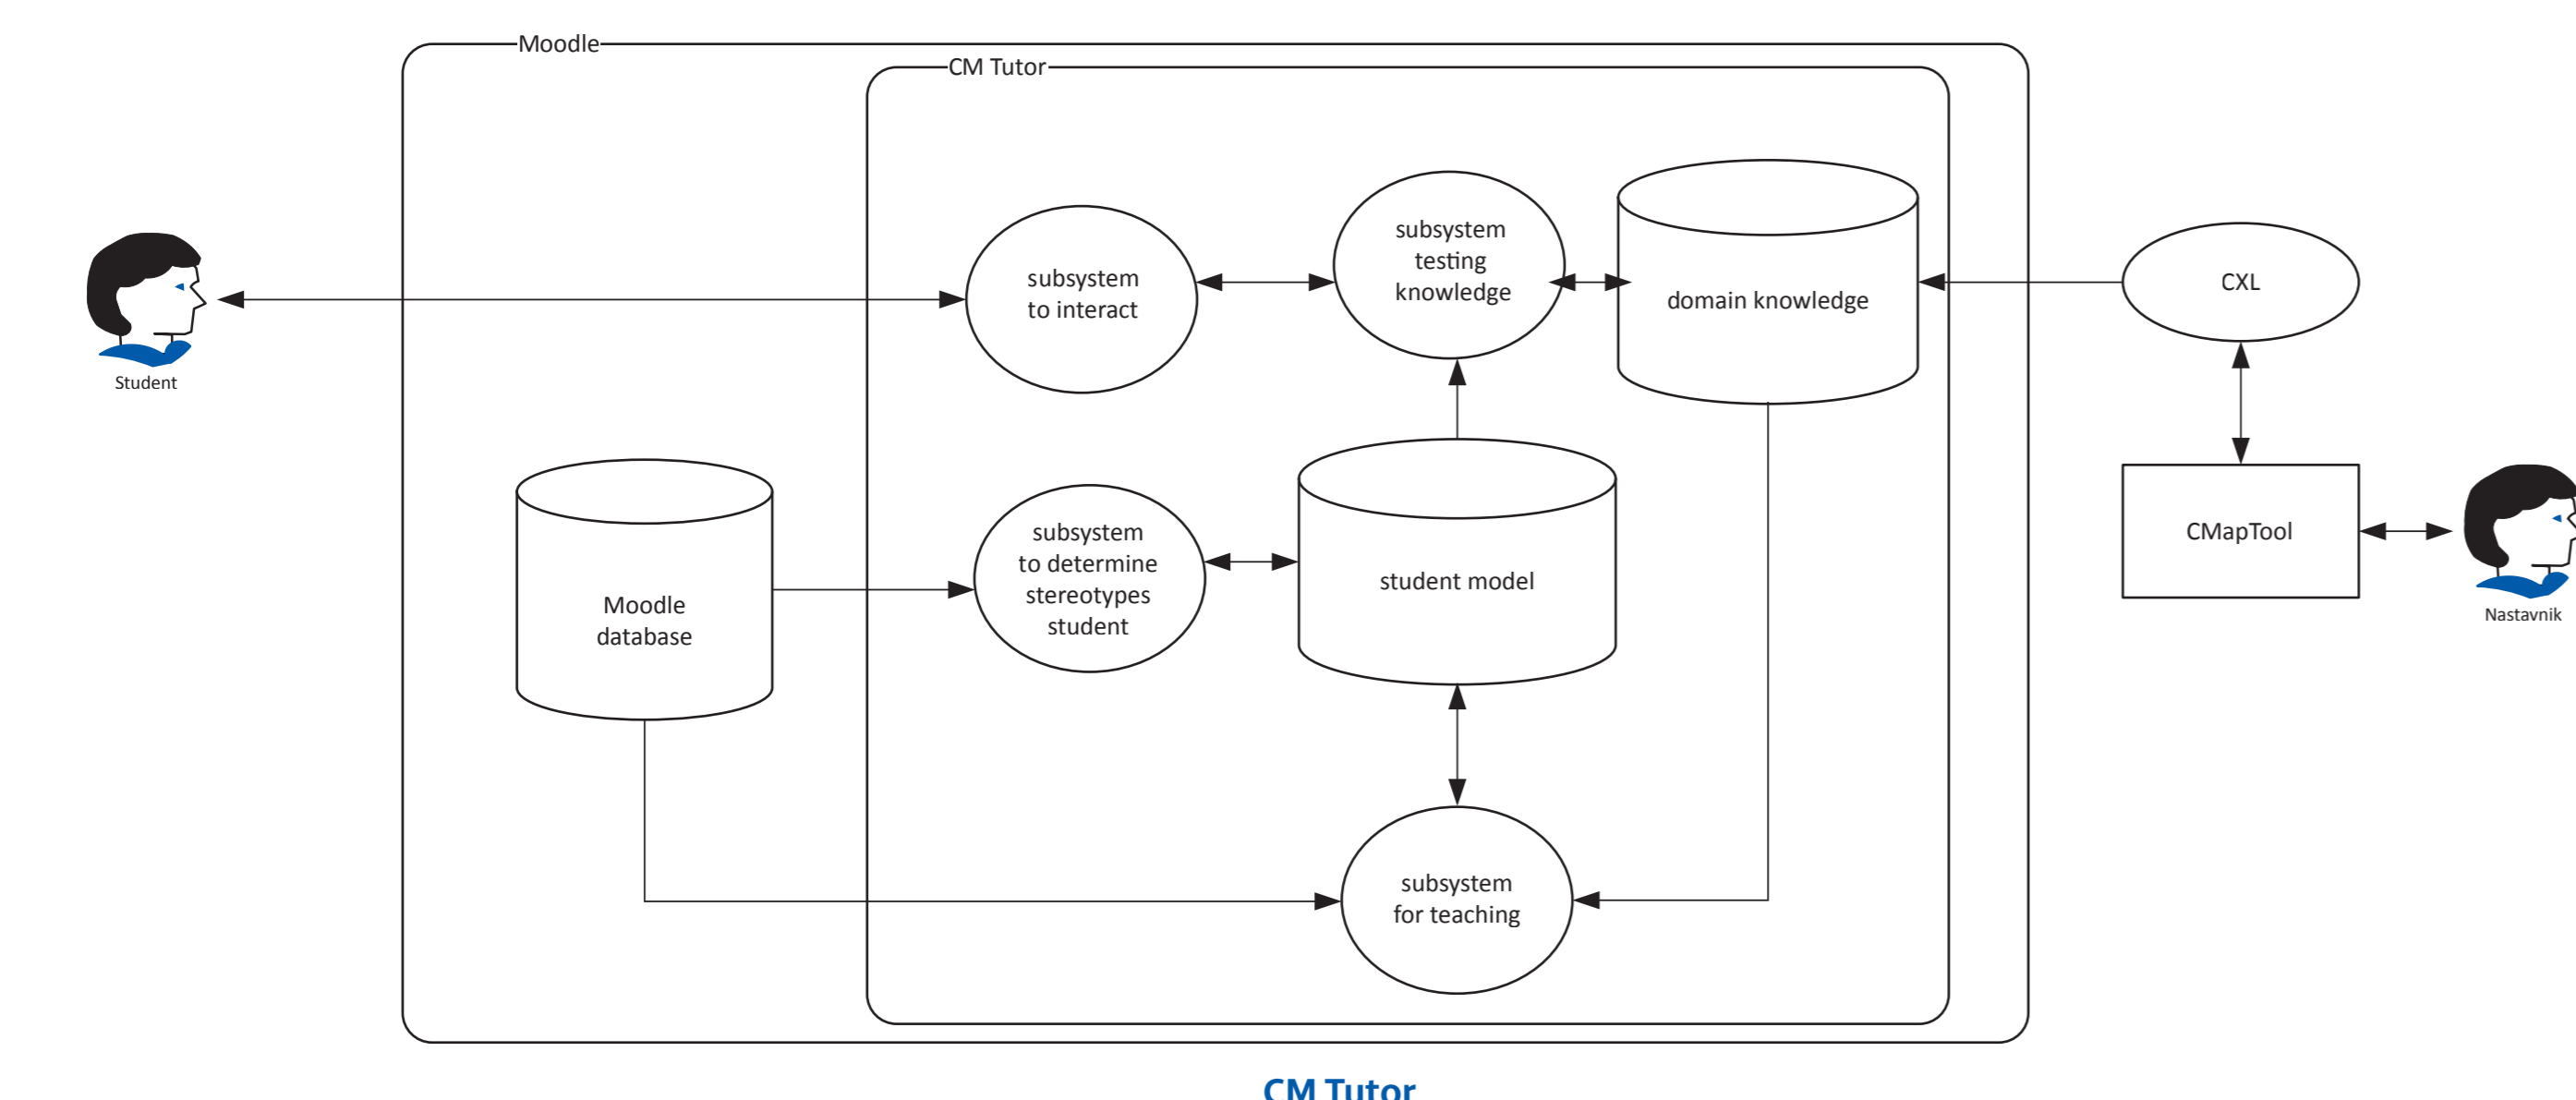 Moodle
CM Tutor
subsystem
to interact
subsystem
testing
knowledge
domain knowledge
CXL
Student
Moodle
database
subsystem
to determine
stereotypes
student
student model
CMapTool
Nastavnik
subsystem
for teaching
CM Tutor